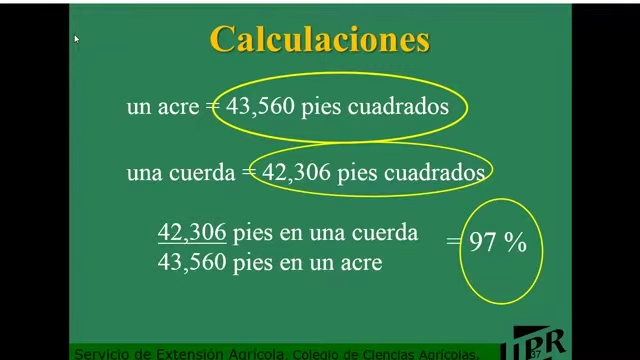 Calculaciones
un acre = 43,560 pies cuadrados
una cuerda = 42,306 pies cuadrados
42,306 pies en una cuerda
43,560 pies en un acre
= 97 %
37
UPR
Servicio de Extensión Agrícola, Colegio de Ciencias Agrícolas,